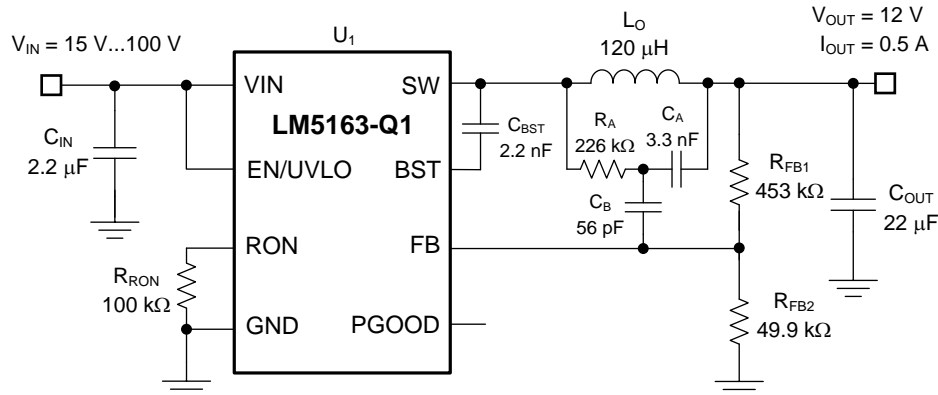 V_IN = 15 V...100 V
U_1
L_O
120 μH
V_OUT = 12 V
I_OUT = 0.5 A
VIN
SW
LM5163-Q1
C_IN
2.2 μF
EN/UVLO
BST
C_BST
2.2 nF
R_A
226 kΩ
C_A
3.3 nF
C_B
56 pF
R_FB1
453 kΩ
C_OUT
22 μF
RON
FB
R_RON
100 kΩ
GND
PGOOD
R_FB2
49.9 kΩ